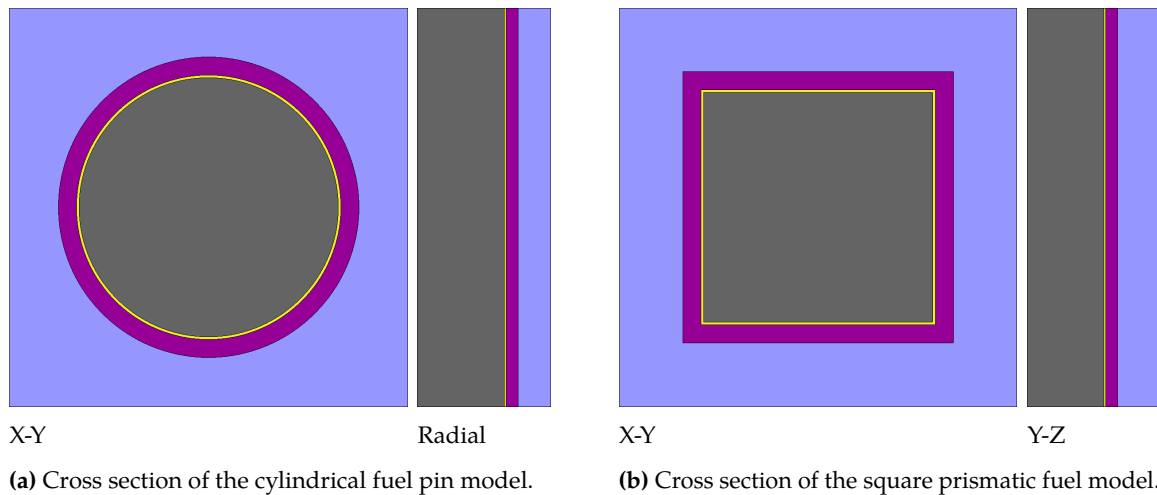 X-Y
Radial
X-Y
Y-Z
(a) Cross section of the cylindrical fuel pin model.
(b) Cross section of the square prismatic fuel model.